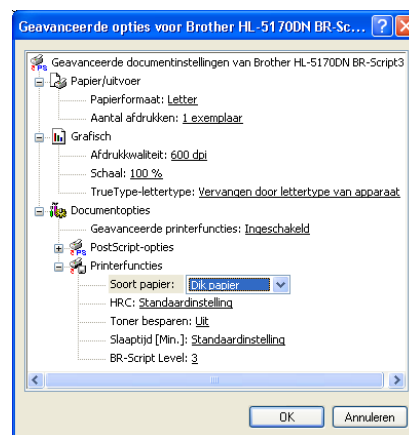 Geavanceerde opties voor Brother HL-5170DN BR-Sc...
Geavanceerde documentinstellingen van Brother HL-5170DN BR-Script3
Papier/uitvoer
Papierformaat: Letter
Aantal afdrukken: 1 exemplaar
Grafisch
Afdrukkwaliteit: 600 dpi
Schaal: 100 %
TrueType-lettertype: Vervangen door lettertype van apparaat
Documentopties
Geavanceerde printerfuncties: Ingeschakeld
PostScript-opties
Printerfuncties
Soort papier: Dik papier
HRC: Standaardinstelling
Toner besparen: Uit
Slaaptijd [Min.]: Standaardinstelling
BR-Script Level: 3
OK Annuleren